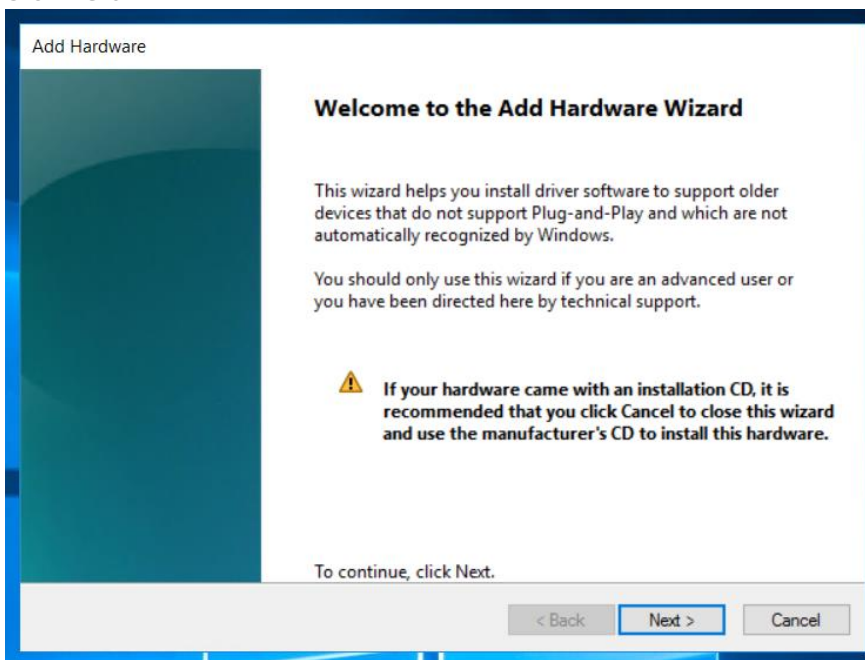 Add Hardware
Welcome to the Add Hardware Wizard
This wizard helps you install driver software to support older
devices that do not support Plug-and-Play and which are not
automatically recognized by Windows.
You should only use this wizard if you are an advanced user or
you have been directed here by technical support.
If your hardware came with an installation CD, it is
recommended that you click Cancel to close this wizard
and use the manufacturer's CD to install this hardware.
To continue, click Next.
< Back Next > Cancel